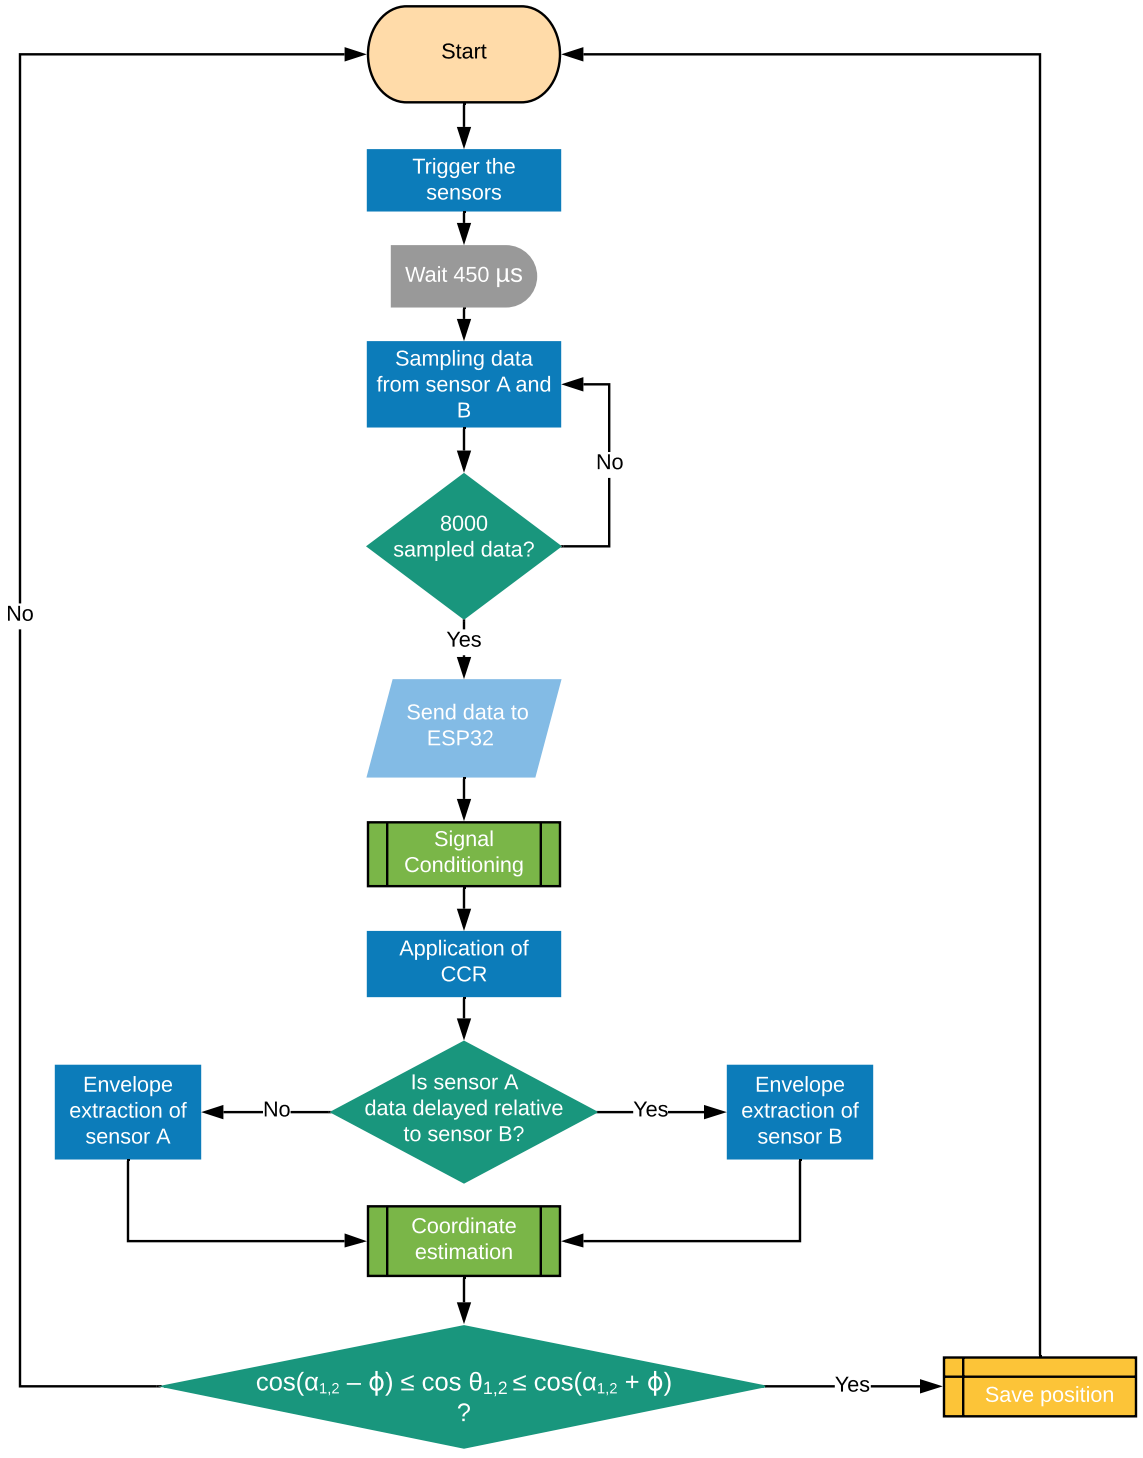 Start
Trigger the
sensors
Wait 450 µs
Sampling data
from sensor A and
B
No
8000
sampled data?
No
Yes
Send data to
ESP32
Signal
Conditioning
Application of
CCR
Is sensor A
data delayed relative
to sensor B?
No
Yes
Envelope
extraction of
sensor A
Envelope
extraction of
sensor B
Coordinate
estimation
cos(α1,2 – ϕ) ≤ cos θ1,2 ≤ cos(α1,2 + ϕ)
?
Yes
Save position